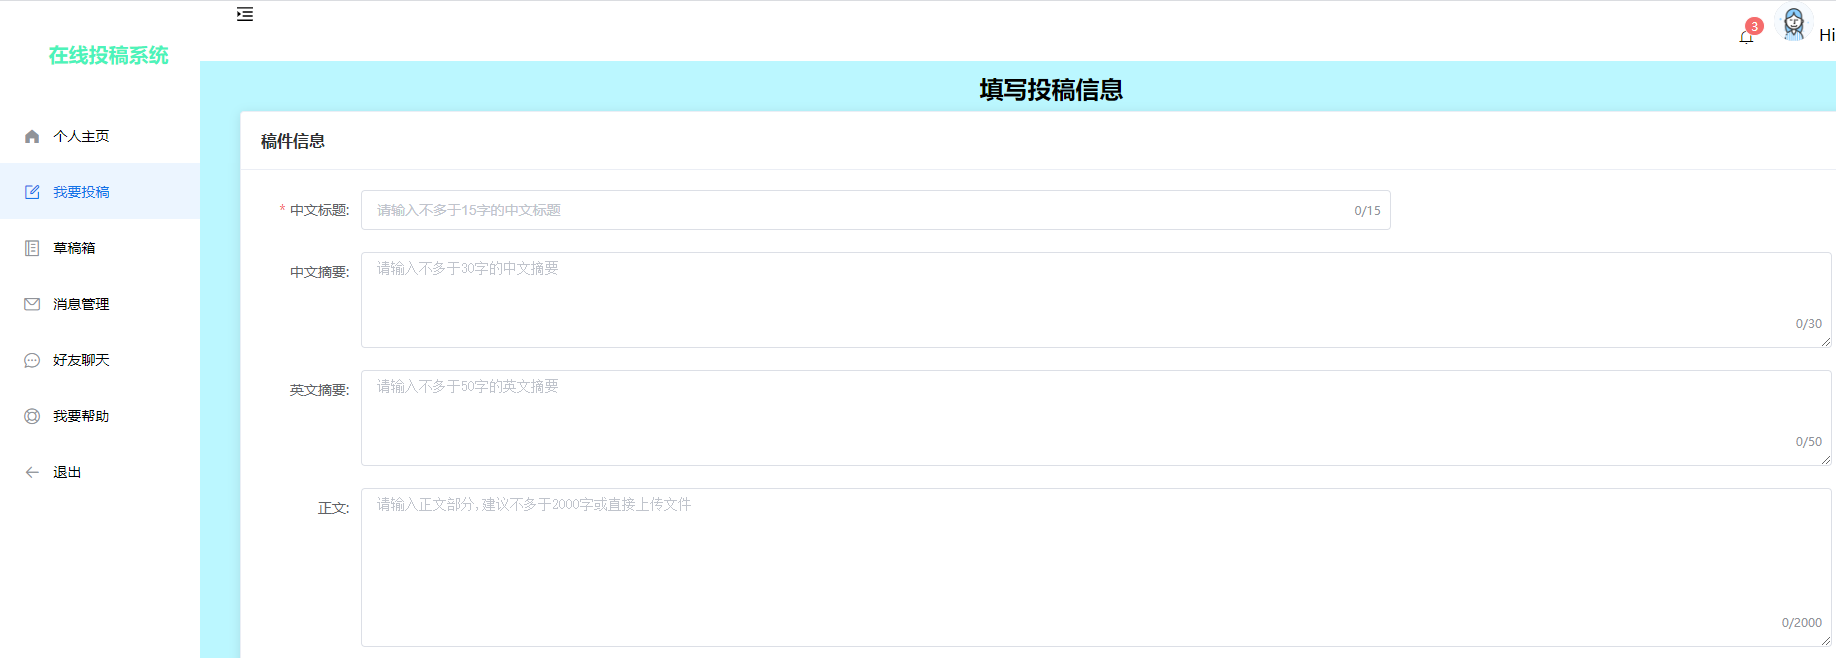 3
Hi
在线投稿系统
个人主页
我要投稿
草稿箱
消息管理
好友聊天
我要帮助
退出
填写投稿信息
稿件信息
* 中文标题:
请输入不多于15字的中文标题
0/15
中文摘要:
请输入不多于30字的中文摘要
0/30
英文摘要:
请输入不多于50字的英文摘要
0/50
正文:
请输入正文部分,建议不多于2000字或直接上传文件
0/2000